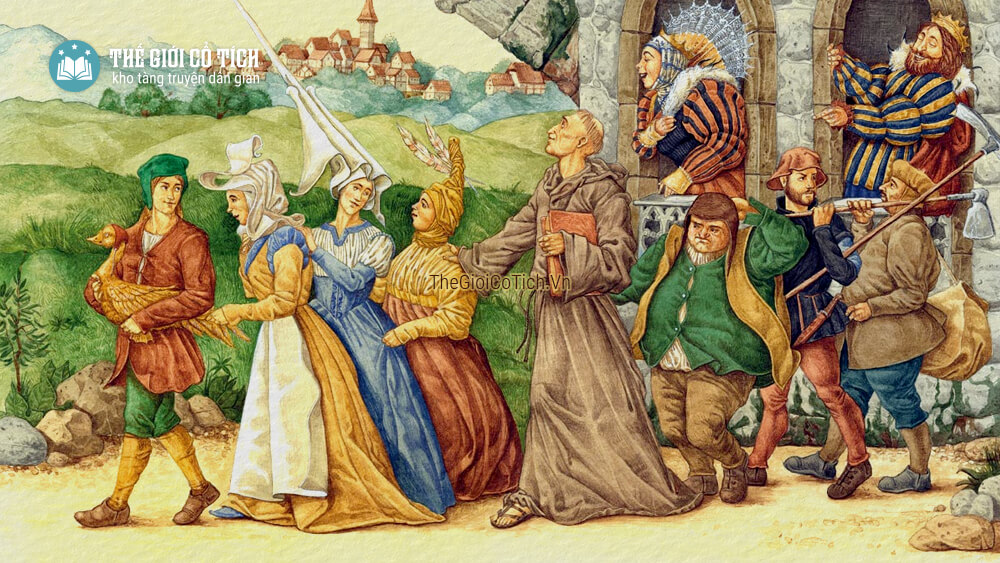 THẾ GIỚI CỔ TÍCH
kho tàng truyện dân gian
TheGioiCoTich.Vn